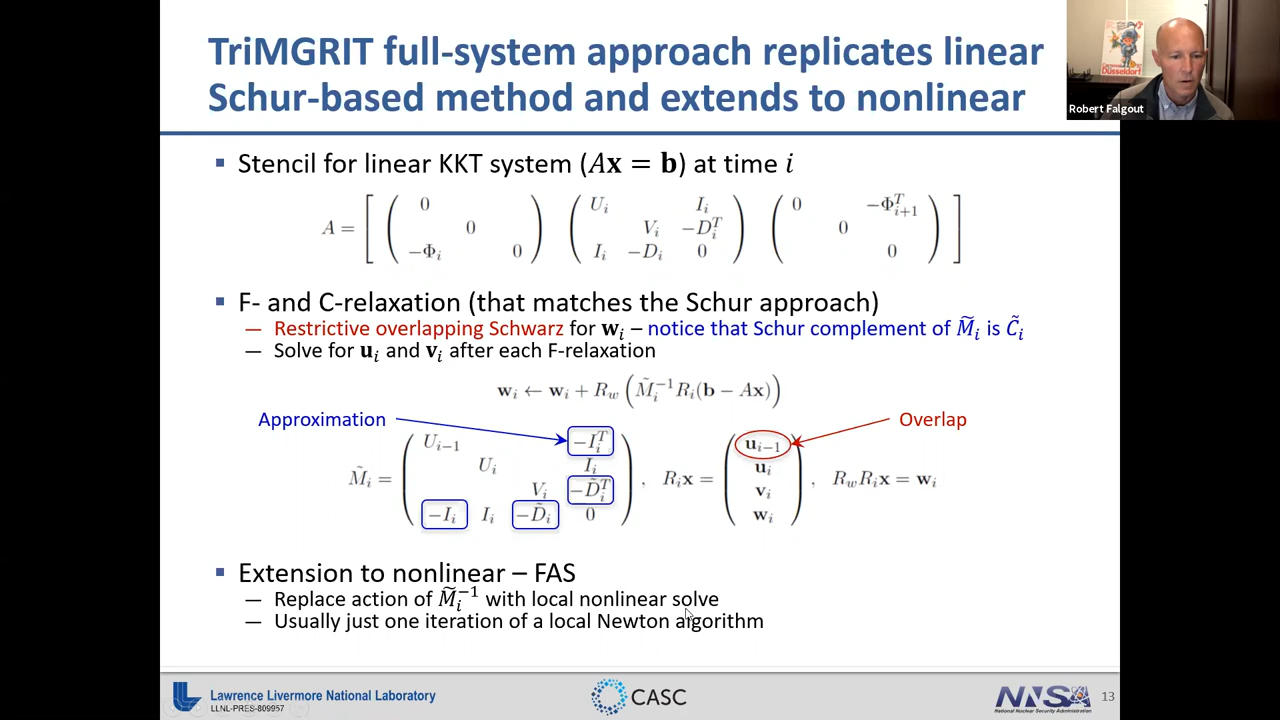 TriMGRIT full-system approach replicates linear
Schur-based method and extends to nonlinear
Robert Falgout
Düsseldorf
▪ Stencil for linear KKT system (Ax = b) at time i
A = [ ( 0 ; 0 ; −Φ_i 0 ) ( U_i I_i ; V_i −D_i^T ; I_i −D_i 0 ) ( 0 −Φ_{i+1}^T ; 0 ; 0 ) ]
▪ F- and C-relaxation (that matches the Schur approach)
— Restrictive overlapping Schwarz for w_i – notice that Schur complement of M̃_i is C̃_i
— Solve for u_i and v_i after each F-relaxation
w_i ← w_i + R_w ( M̃_i^{−1} R_i(b − Ax) )
Approximation
Overlap
M̃_i = ( U_{i−1} −I_i^T ; U_i I_i ; V_i −D̃_i^T ; −I_i I_i −D̃_i 0 ) , R_i x = ( u_{i−1} ; u_i ; v_i ; w_i ) , R_w R_i x = w_i
▪ Extension to nonlinear – FAS
— Replace action of M̃_i^{−1} with local nonlinear solve
— Usually just one iteration of a local Newton algorithm
Lawrence Livermore National Laboratory
LLNL-PRES-809957
CASC
NNSA
National Nuclear Security Administration
13